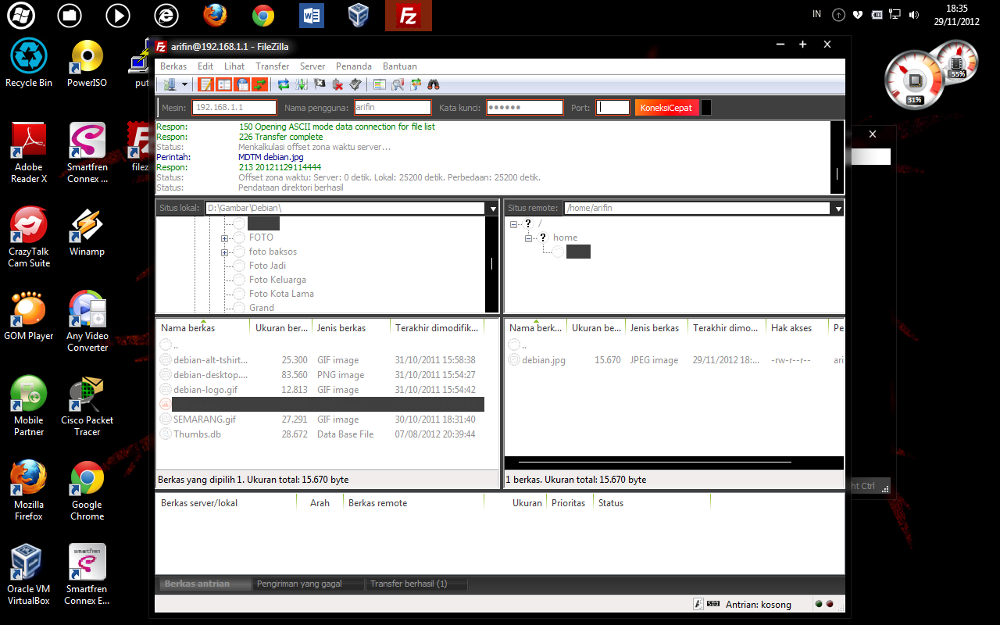 IN
18:35
29/11/2012
Recycle Bin
PowerISO
put
Adobe
Reader X
Smartfren
Connex ...
filez
CrazyTalk
Cam Suite
Winamp
GOM Player
Any Video
Converter
Mobile
Partner
Cisco Packet
Tracer
Mozilla
Firefox
Google
Chrome
Oracle VM
VirtualBox
Smartfren
Connex E...
55%
31%
arifin@192.168.1.1 - FileZilla
Berkas Edit Lihat Transfer Server Penanda Bantuan
Mesin: 192.168.1.1 Nama pengguna: arifin Kata kunci: ●●●●●● Port: KoneksiCepat
Respon: 150 Opening ASCII mode data connection for file list
Respon: 226 Transfer complete
Status: Menkalkulasi offset zona waktu server...
Perintah: MDTM debian.jpg
Respon: 213 20121129114444
Status: Offset zona waktu: Server: 0 detik. Lokal: 25200 detik. Perbedaan: 25200 detik.
Status: Pendataan direktori berhasil
Situs lokal: D:\Gambar\Debian\
FOTO
foto baksos
Foto Jadi
Foto Keluarga
Foto Kota Lama
Grand
Situs remote: /home/arifin
/
home
Nama berkas Ukuran ber... Jenis berkas Terakhir dimodifik...
..
debian-alt-tshirt... 25.300 GIF image 31/10/2011 15:58:38
debian-desktop.... 83.560 PNG image 31/10/2011 15:54:27
debian-logo.gif 12.813 GIF image 31/10/2011 15:54:42
SEMARANG.gif 27.291 GIF image 30/10/2011 18:31:40
Thumbs.db 28.672 Data Base File 07/08/2012 20:39:44
Berkas yang dipilih 1. Ukuran total: 15.670 byte
Nama berk... Ukuran be... Jenis berkas Terakhir dimo... Hak akses Pe
..
debian.jpg 15.670 JPEG image 29/11/2012 18:... -rw-r--r-- ari
1 berkas. Ukuran total: 15.670 byte
ht Ctrl
Berkas server/lokal Arah Berkas remote Ukuran Prioritas Status
Berkas antrian Pengiriman yang gagal Transfer berhasil (1)
Antrian: kosong